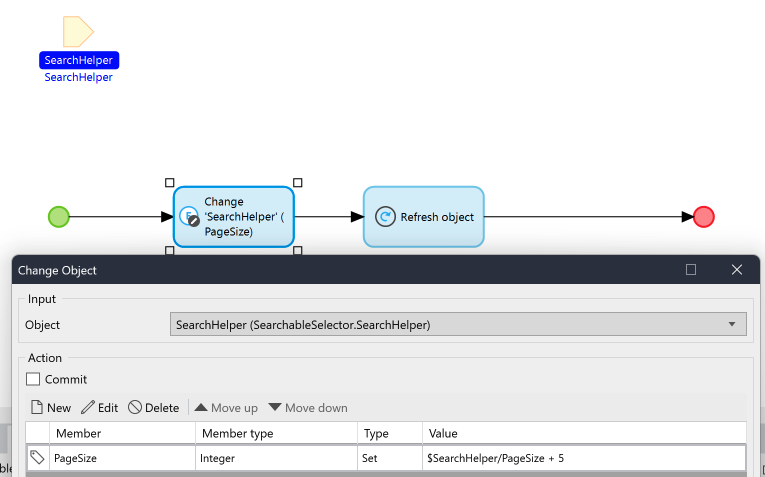 SearchHelper
SearchHelper
Change
'SearchHelper' (
PageSize)
Refresh object
Change Object
Input
Object
SearchHelper (SearchableSelector.SearchHelper)
Action
Commit
New Edit Delete Move up Move down
Member Member type Type Value
PageSize Integer Set $SearchHelper/PageSize + 5